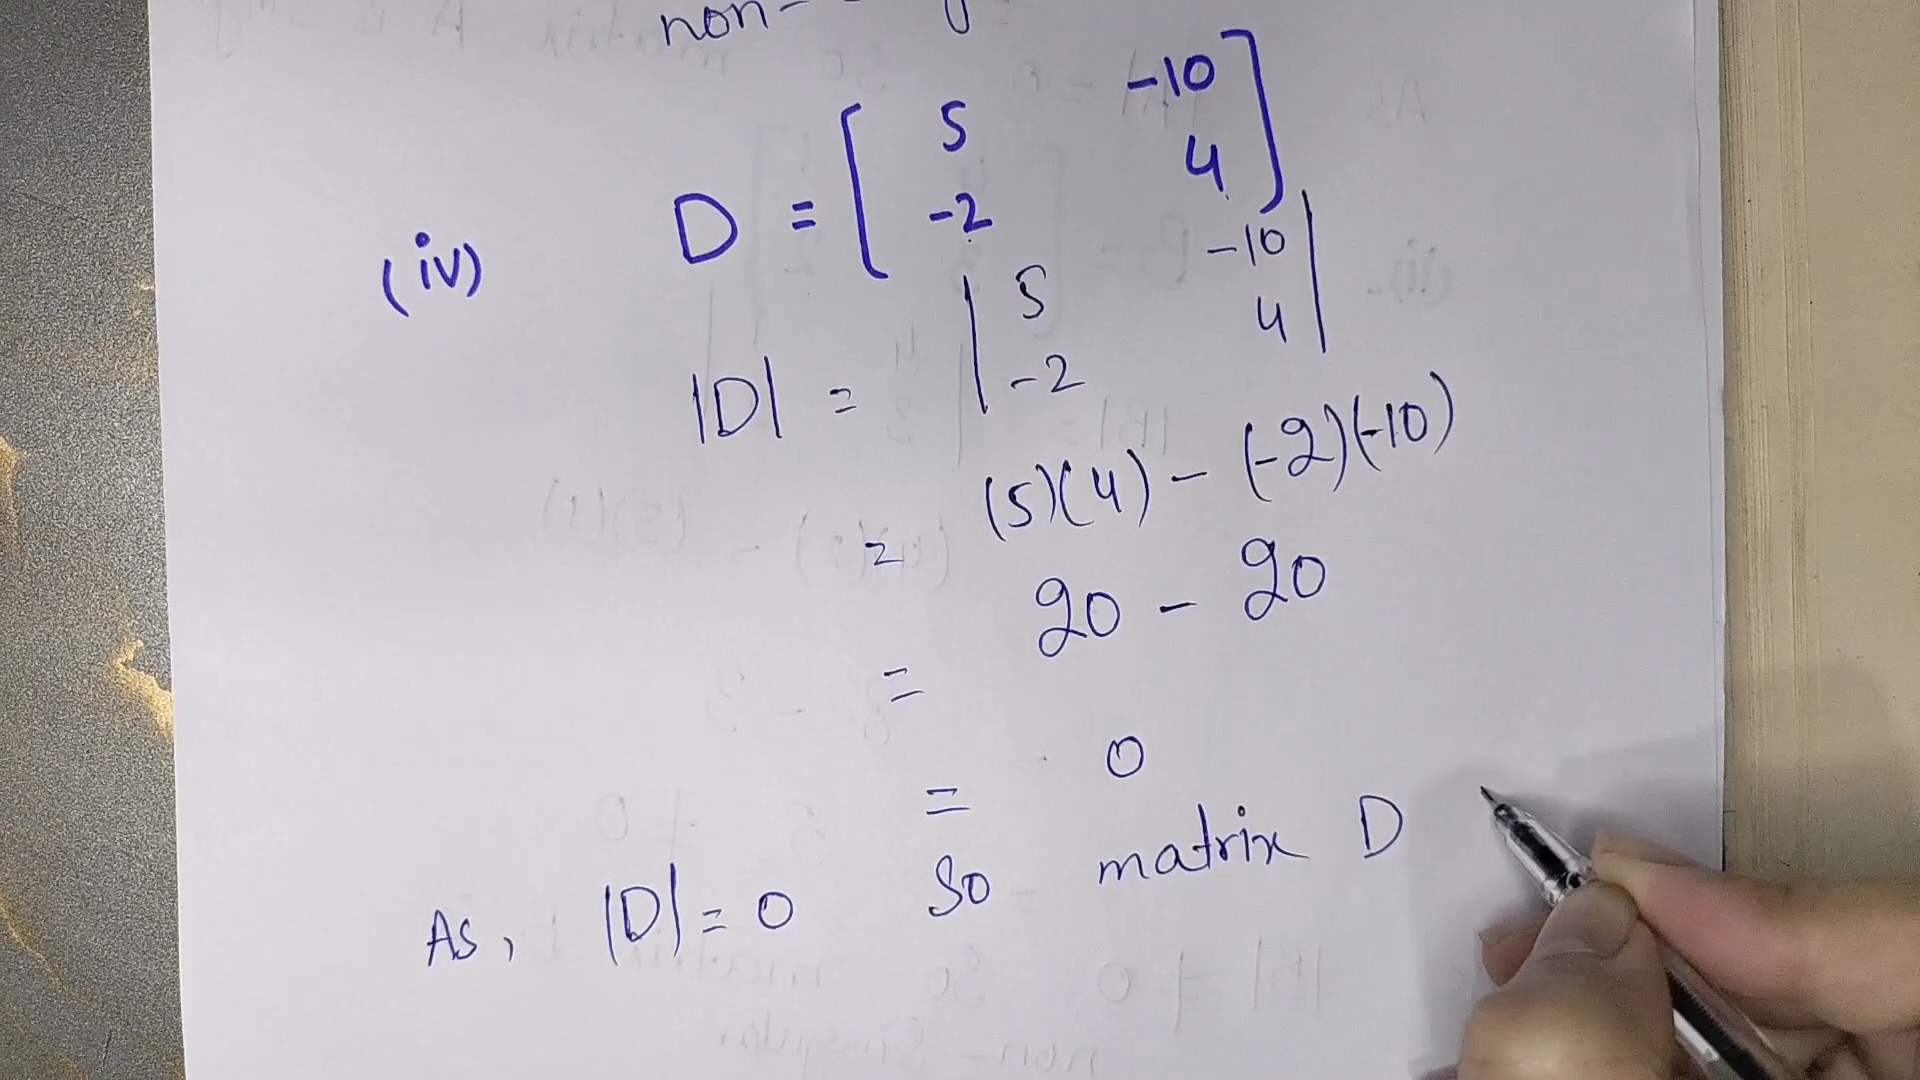 non-
(iv) D = [ 5 -10
-2 4 ]
|D| = | 5 -10
-2 4 |
= (5)(4) - (-2)(-10)
= 20 - 20
= 0
As, |D| = 0 So matrix D